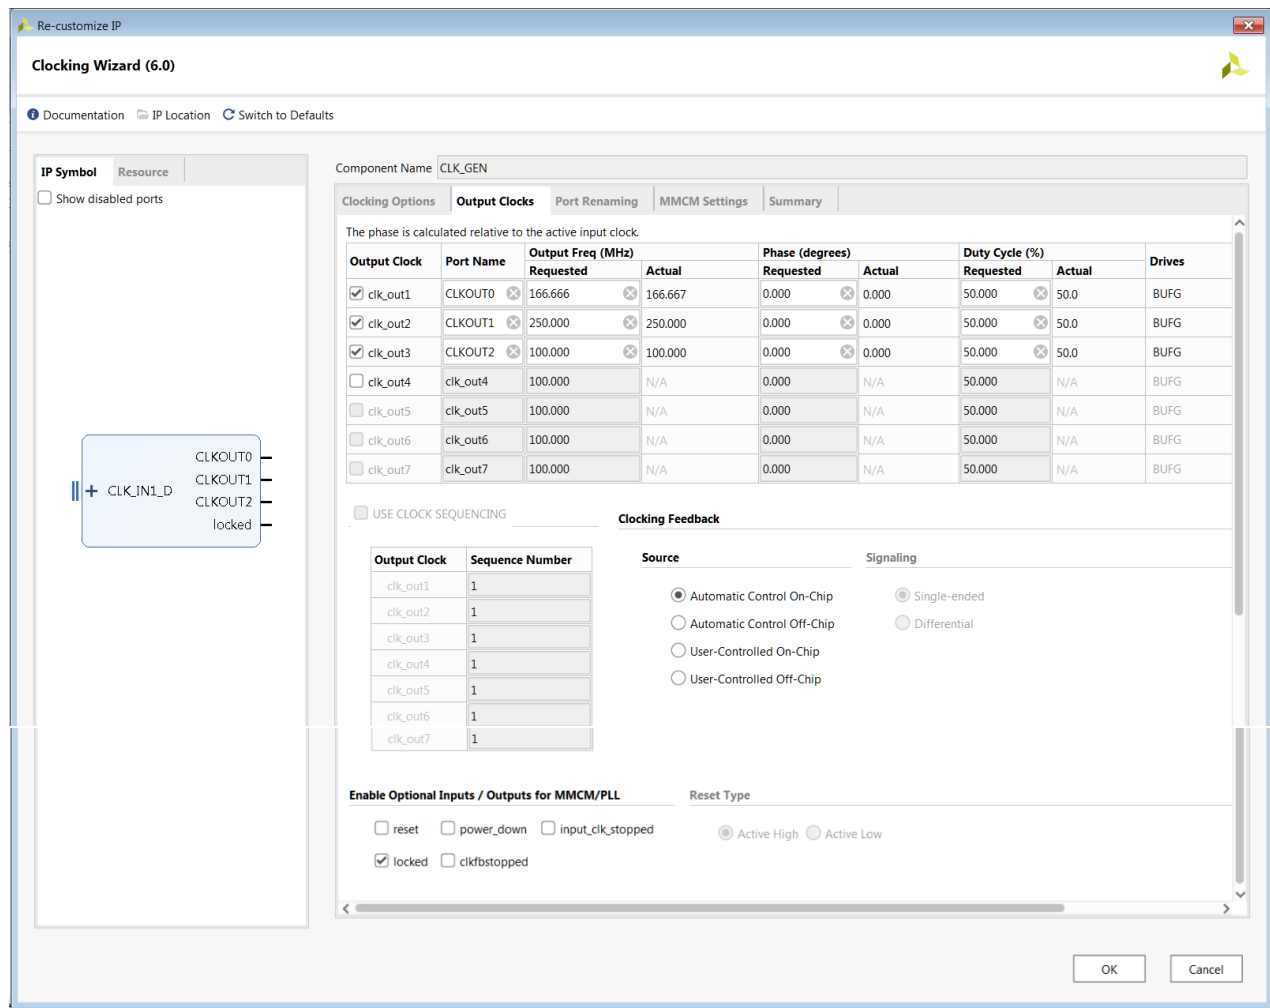 Re-customize IP
Clocking Wizard (6.0)
Documentation IP Location Switch to Defaults
IP Symbol Resource
Show disabled ports
CLK_IN1_D
CLKOUT0
CLKOUT1
CLKOUT2
locked
Component Name CLK_GEN
Clocking Options Output Clocks Port Renaming MMCM Settings Summary
The phase is calculated relative to the active input clock.
Output Clock Port Name Output Freq (MHz) Phase (degrees) Duty Cycle (%) Drives
Requested Actual Requested Actual Requested Actual
clk_out1 CLKOUT0 166.666 166.667 0.000 0.000 50.000 50.0 BUFG
clk_out2 CLKOUT1 250.000 250.000 0.000 0.000 50.000 50.0 BUFG
clk_out3 CLKOUT2 100.000 100.000 0.000 0.000 50.000 50.0 BUFG
clk_out4 clk_out4 100.000 N/A 0.000 N/A 50.000 N/A BUFG
clk_out5 clk_out5 100.000 N/A 0.000 N/A 50.000 N/A BUFG
clk_out6 clk_out6 100.000 N/A 0.000 N/A 50.000 N/A BUFG
clk_out7 clk_out7 100.000 N/A 0.000 N/A 50.000 N/A BUFG
USE CLOCK SEQUENCING
Output Clock Sequence Number
clk_out1 1
clk_out2 1
clk_out3 1
clk_out4 1
clk_out5 1
clk_out6 1
clk_out7 1
Clocking Feedback
Source Signaling
Automatic Control On-Chip Single-ended
Automatic Control Off-Chip Differential
User-Controlled On-Chip
User-Controlled Off-Chip
Enable Optional Inputs / Outputs for MMCM/PLL Reset Type
reset power_down input_clk_stopped Active High Active Low
locked clkfbstopped
OK Cancel